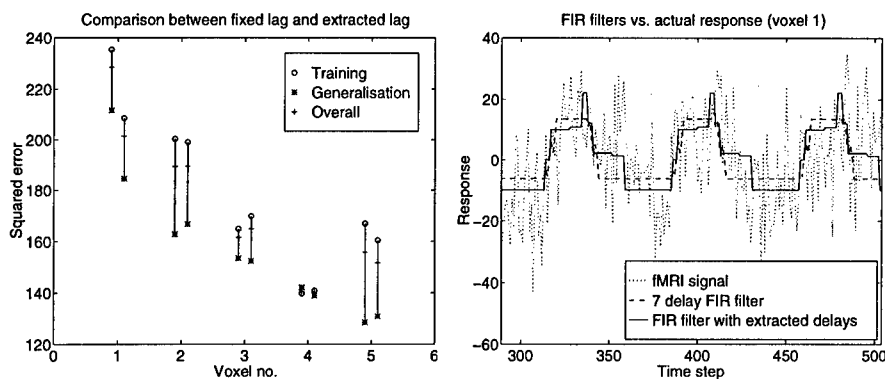 Comparison between fixed lag and extracted lag
240
220
200
180
160
140
120
0
1
2
3
4
5
6
Squared error
Voxel no.
Training
Generalisation
Overall
FIR filters vs. actual response (voxel 1)
40
20
0
−20
−40
−60
300
350
400
450
500
Response
Time step
fMRI signal
7 delay FIR filter
FIR filter with extracted delays